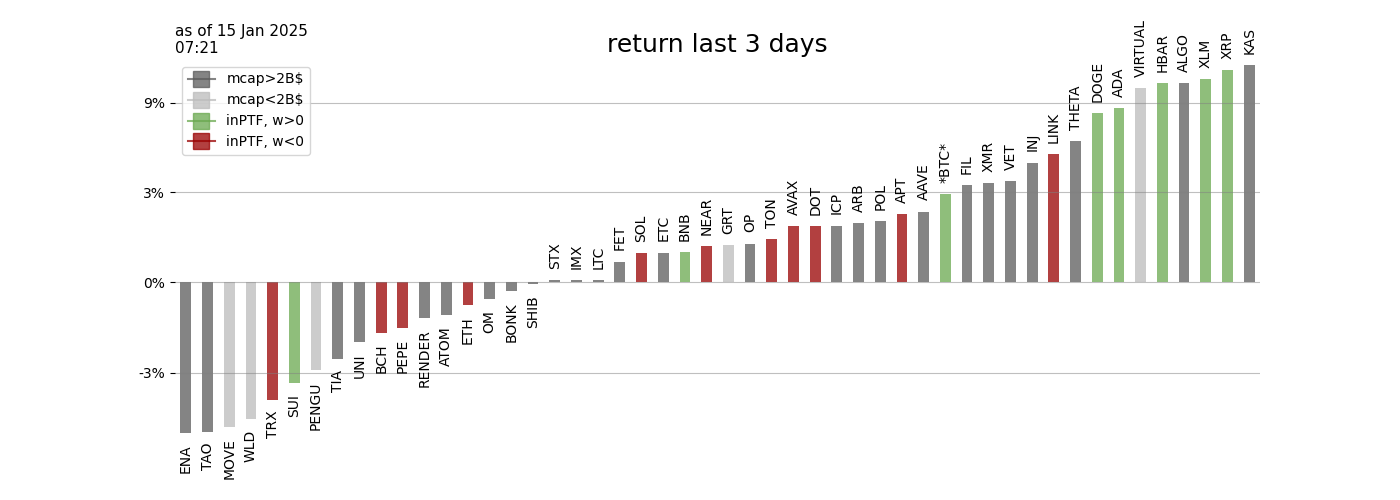 as of 15 Jan 2025
07:21
return last 3 days
mcap>2B$
mcap<2B$
inPTF, w>0
inPTF, w<0
9%
3%
0%
-3%
ENA
TAO
MOVE
WLD
TRX
SUI
PENGU
TIA
UNI
BCH
PEPE
RENDER
ATOM
ETH
OM
BONK
SHIB
STX
IMX
LTC
FET
SOL
ETC
BNB
NEAR
GRT
OP
TON
AVAX
DOT
ICP
ARB
POL
APT
AAVE
*BTC*
FIL
XMR
VET
INJ
LINK
THETA
DOGE
ADA
VIRTUAL
HBAR
ALGO
XLM
XRP
KAS